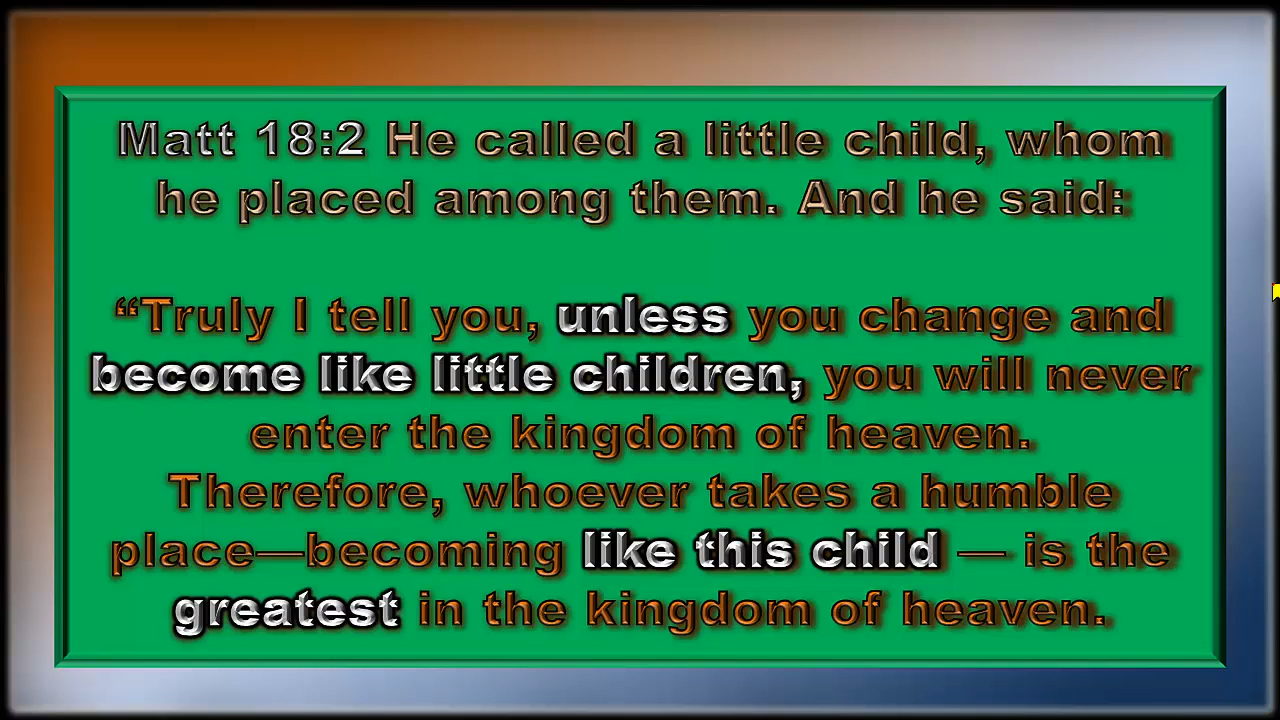 Matt 18:2 He called a little child, whom
he placed among them. And he said:
“Truly I tell you, unless you change and
become like little children, you will never
enter the kingdom of heaven.
Therefore, whoever takes a humble
place—becoming like this child — is the
greatest in the kingdom of heaven.